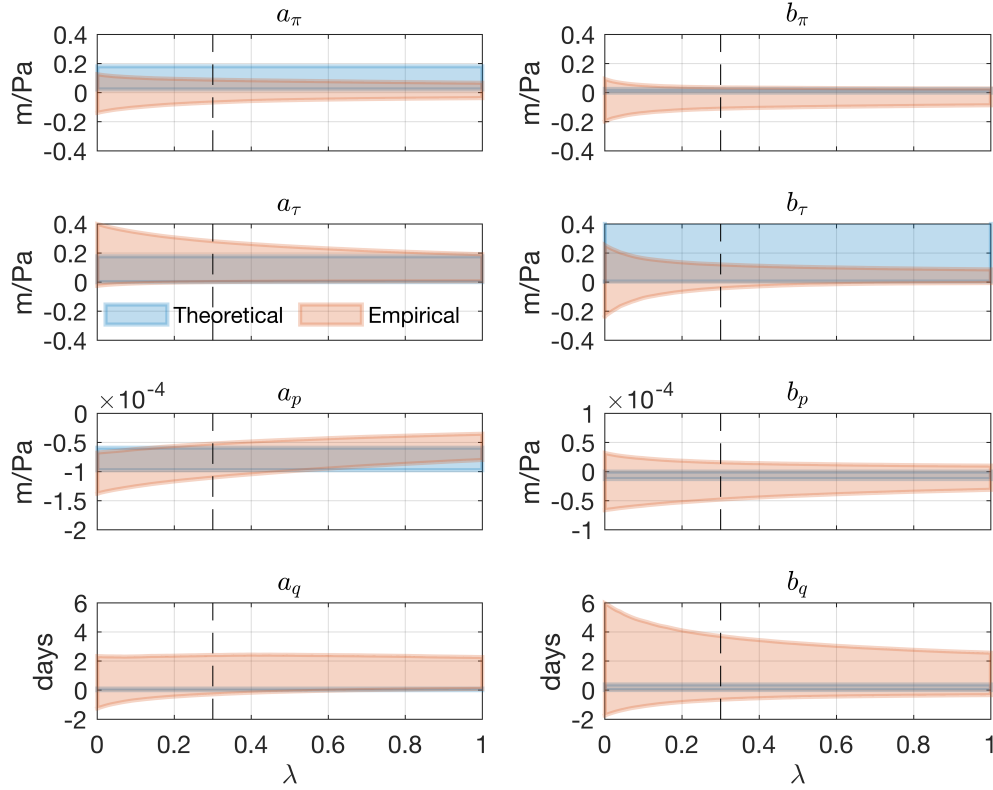 a_π
0.4
0.2
0
-0.2
-0.4
m/Pa
b_π
0.4
0.2
0
-0.2
-0.4
m/Pa
a_τ
0.4
0.2
0
-0.2
-0.4
m/Pa
Theoretical Empirical
b_τ
0.4
0.2
0
-0.2
-0.4
m/Pa
a_p
×10^-4
0
-0.5
-1
-1.5
-2
m/Pa
b_p
×10^-4
1
0.5
0
-0.5
-1
m/Pa
a_q
6
4
2
0
-2
days
0 0.2 0.4 0.6 0.8 1
λ
b_q
6
4
2
0
-2
days
0 0.2 0.4 0.6 0.8 1
λ